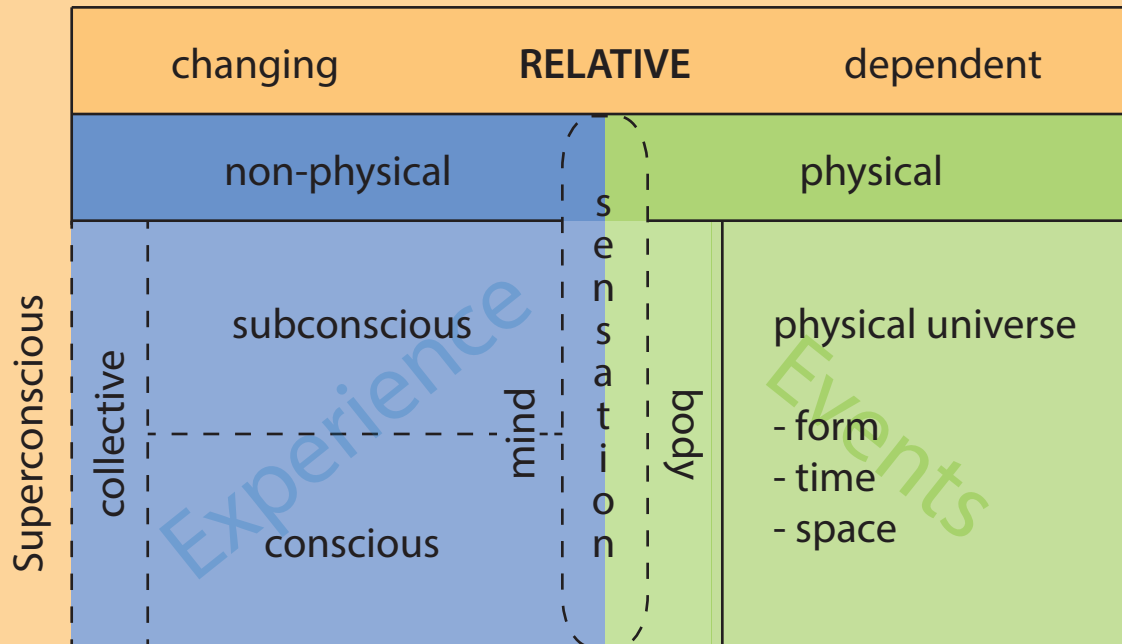 changing RELATIVE dependent
non-physical physical
Superconscious
collective
subconscious
conscious
Experience
mind
sensation
body
physical universe
- form
- time
- space
Events